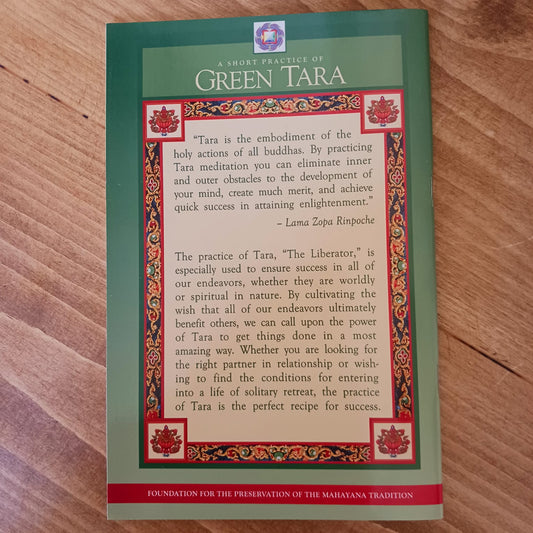 A SHORT PRACTICE OF
GREEN TARA
“Tara is the embodiment of the
holy actions of all buddhas. By practicing
Tara meditation you can eliminate inner
and outer obstacles to the development of
your mind, create much merit, and achieve
quick success in attaining enlightenment.”
– Lama Zopa Rinpoche
The practice of Tara, “The Liberator,” is
especially used to ensure success in all of
our endeavors, whether they are worldly
or spiritual in nature. By cultivating the
wish that all of our endeavors ultimately
benefit others, we can call upon the power
of Tara to get things done in a most
amazing way. Whether you are looking for
the right partner in relationship or wish-
ing to find the conditions for entering
into a life of solitary retreat, the practice
of Tara is the perfect recipe for success.
FOUNDATION FOR THE PRESERVATION OF THE MAHAYANA TRADITION